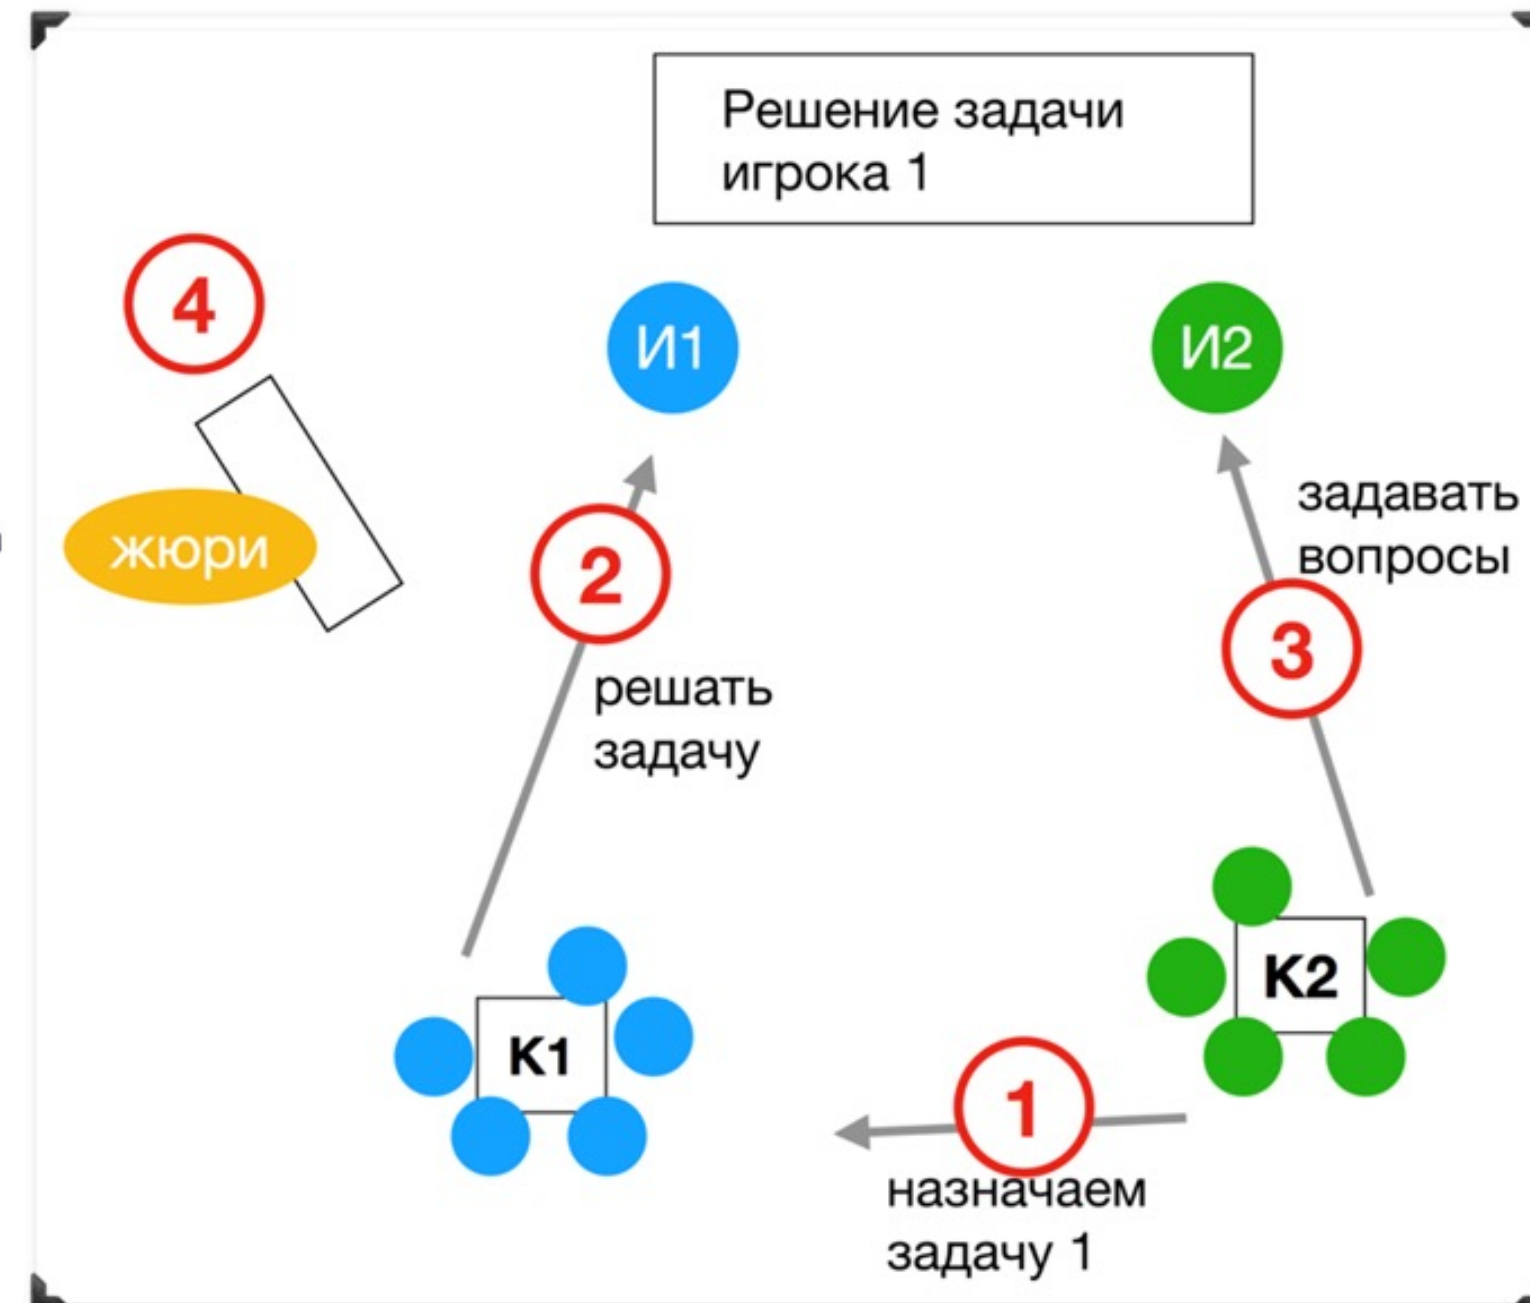 Решение задачи
игрока 1
4
И1
И2
жюри
2
решать
задачу
задавать
вопросы
3
К1
К2
1
назначаем
задачу 1